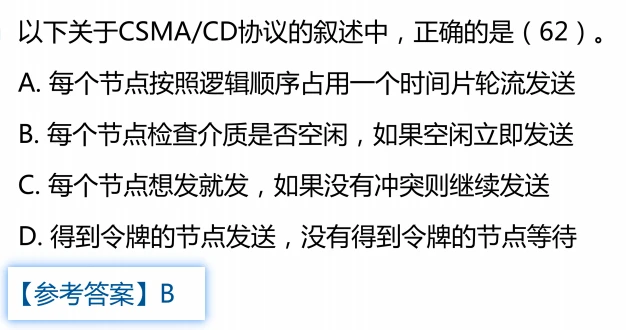 以下关于CSMA/CD协议的叙述中，正确的是（62）。
A. 每个节点按照逻辑顺序占用一个时间片轮流发送
B. 每个节点检查介质是否空闲，如果空闲立即发送
C. 每个节点想发就发，如果没有冲突则继续发送
D. 得到令牌的节点发送，没有得到令牌的节点等待
【参考答案】B